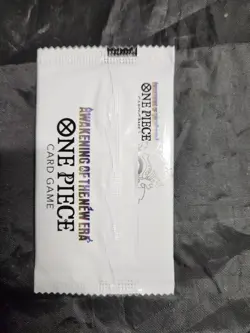 AWAKENING OF THE NEW ERA
ONE PIECE
CARD GAME
ONE PIECE